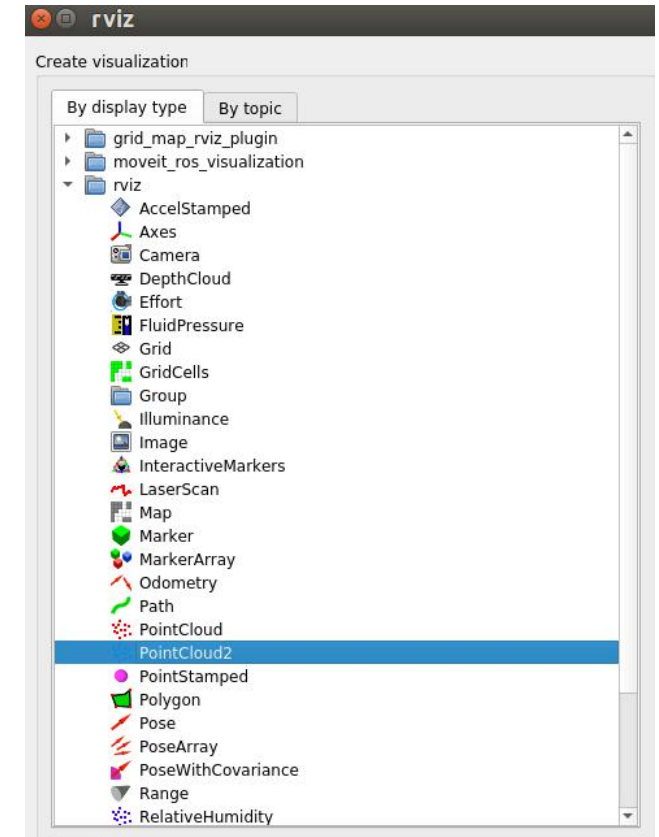 rviz
Create visualization
By display type By topic
grid_map_rviz_plugin
moveit_ros_visualization
rviz
AccelStamped
Axes
Camera
DepthCloud
Effort
FluidPressure
Grid
GridCells
Group
Illuminance
Image
InteractiveMarkers
LaserScan
Map
Marker
MarkerArray
Odometry
Path
PointCloud
PointCloud2
PointStamped
Polygon
Pose
PoseArray
PoseWithCovariance
Range
RelativeHumidity